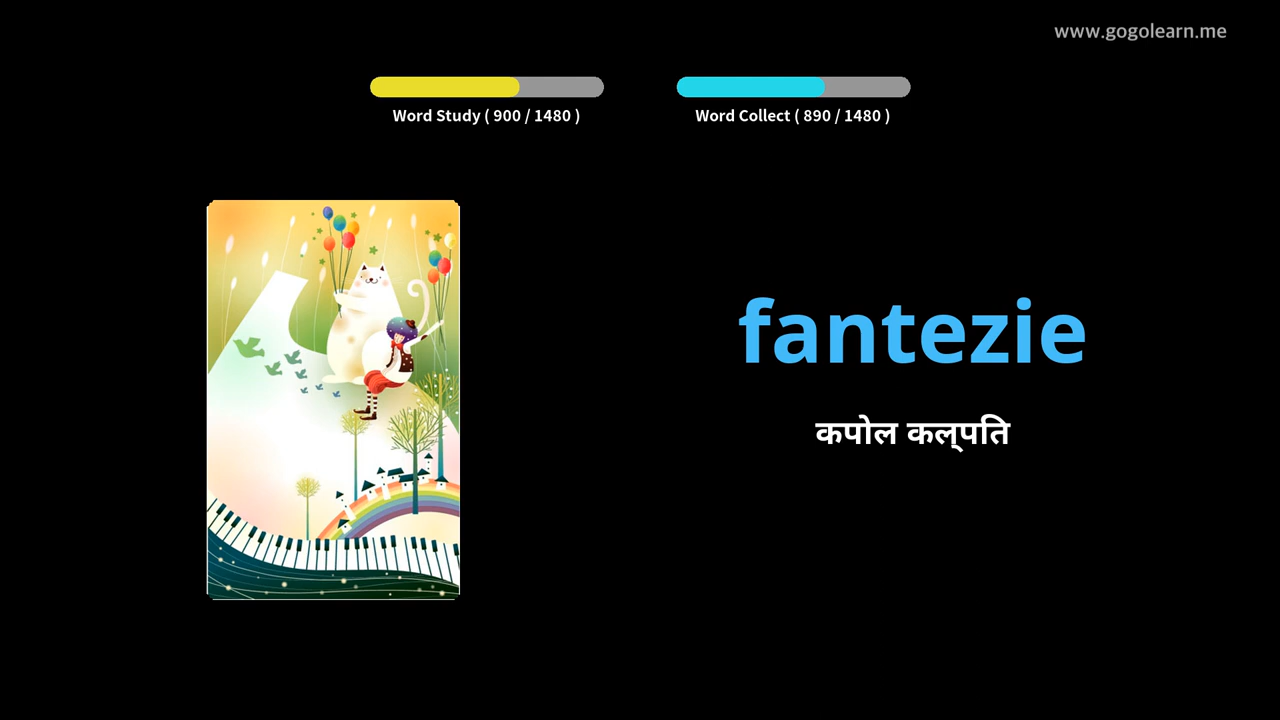 www.gogolearn.me
Word Study ( 900 / 1480 )
Word Collect ( 890 / 1480 )
fantezie
कपोल कल्‍पति